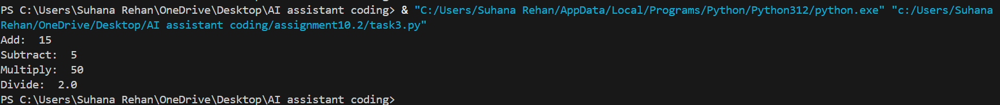 PS C:\Users\Suhana Rehan\OneDrive\Desktop\AI assistant coding> & "C:/Users/Suhana Rehan/AppData/Local/Programs/Python/Python312/python.exe" "c:/Users/Suhana
Rehan/OneDrive/Desktop/AI assistant coding/assignment10.2/task3.py"
Add:  15
Subtract:  5
Multiply:  50
Divide:  2.0
PS C:\Users\Suhana Rehan\OneDrive\Desktop\AI assistant coding>